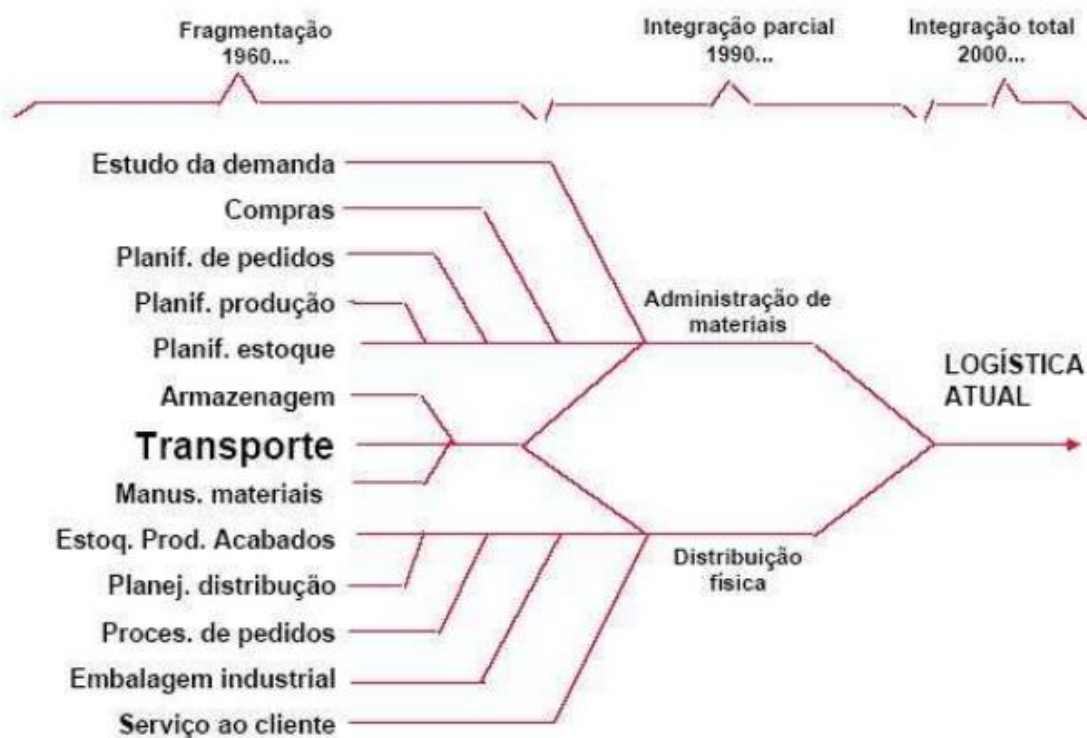 Fragmentação
1960...
Integração parcial
1990...
Integração total
2000...
Estudo da demanda
Compras
Planif. de pedidos
Planif. produção
Planif. estoque
Armazenagem
Transporte
Manus. materiais
Estoq. Prod. Acabados
Planej. distribução
Proces. de pedidos
Embalagem industrial
Serviço ao cliente
Administração de
materiais
Distribuição
física
LOGÍSTICA
ATUAL